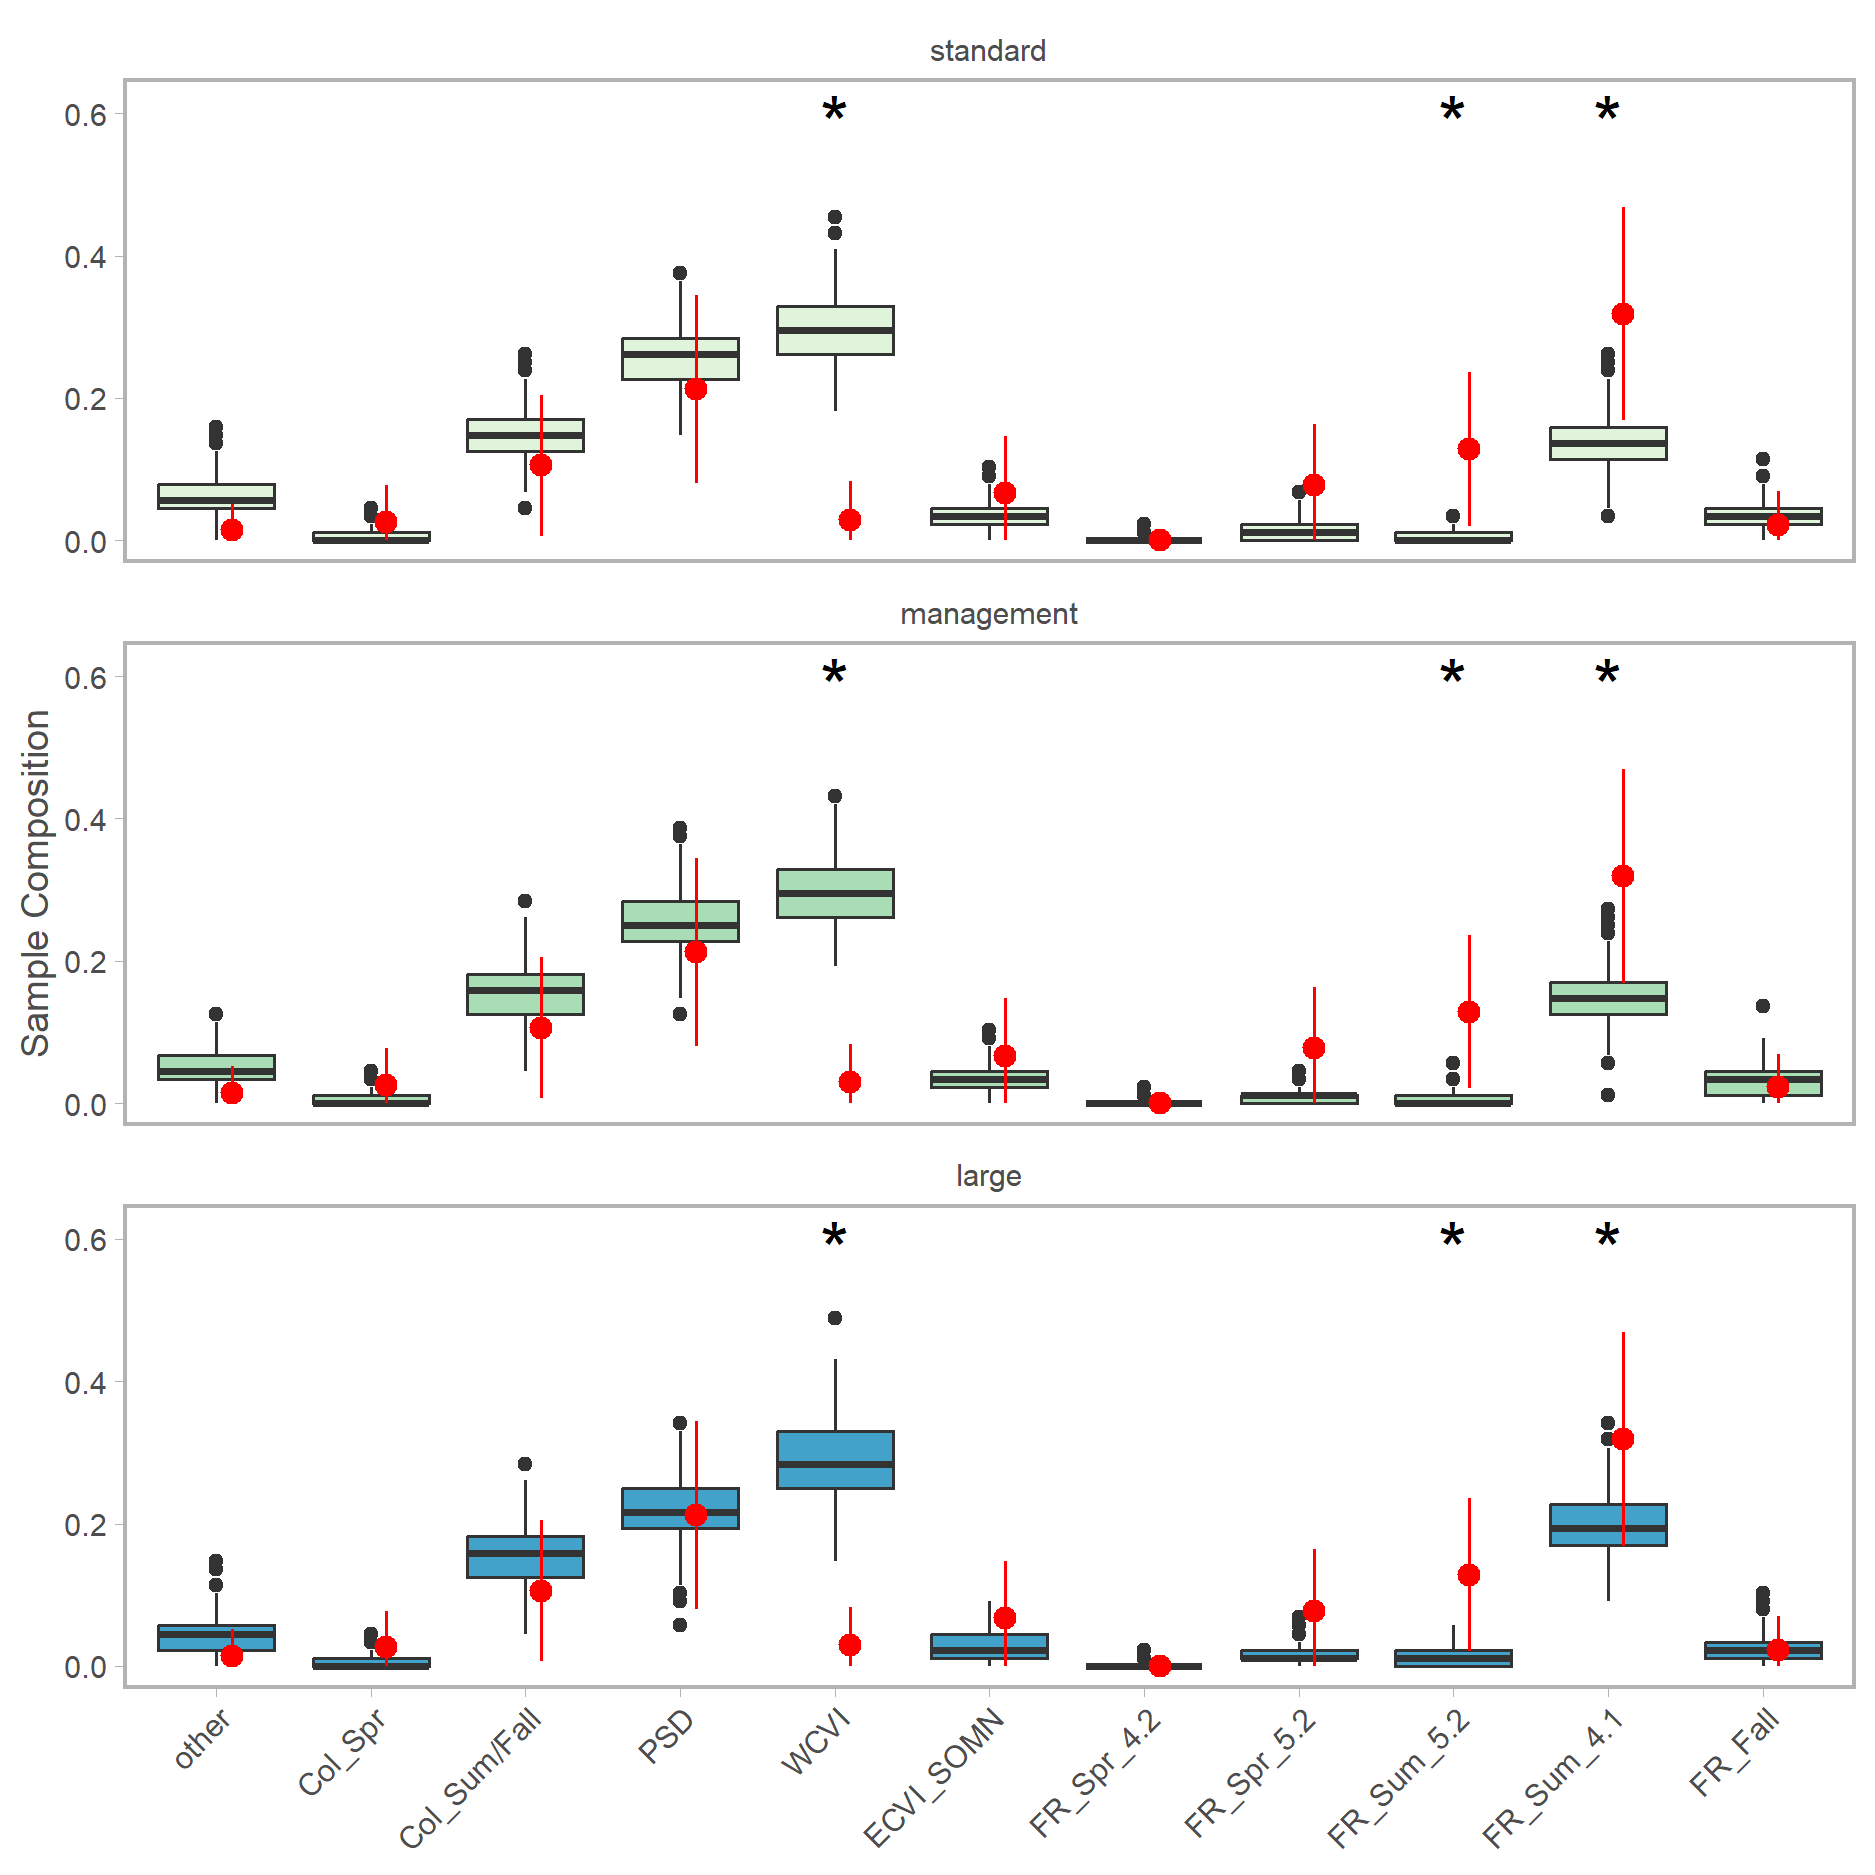 standard
*
*
*
0.6
0.4
0.2
0.0
management
*
*
*
0.6
0.4
0.2
0.0
Sample Composition
large
*
*
*
0.6
0.4
0.2
0.0
other
Col_Spr
Col_Sum/Fall
PSD
WCVI
ECVI_SOMN
FR_Spr_4.2
FR_Spr_5.2
FR_Sum_5.2
FR_Sum_4.1
FR_Fall